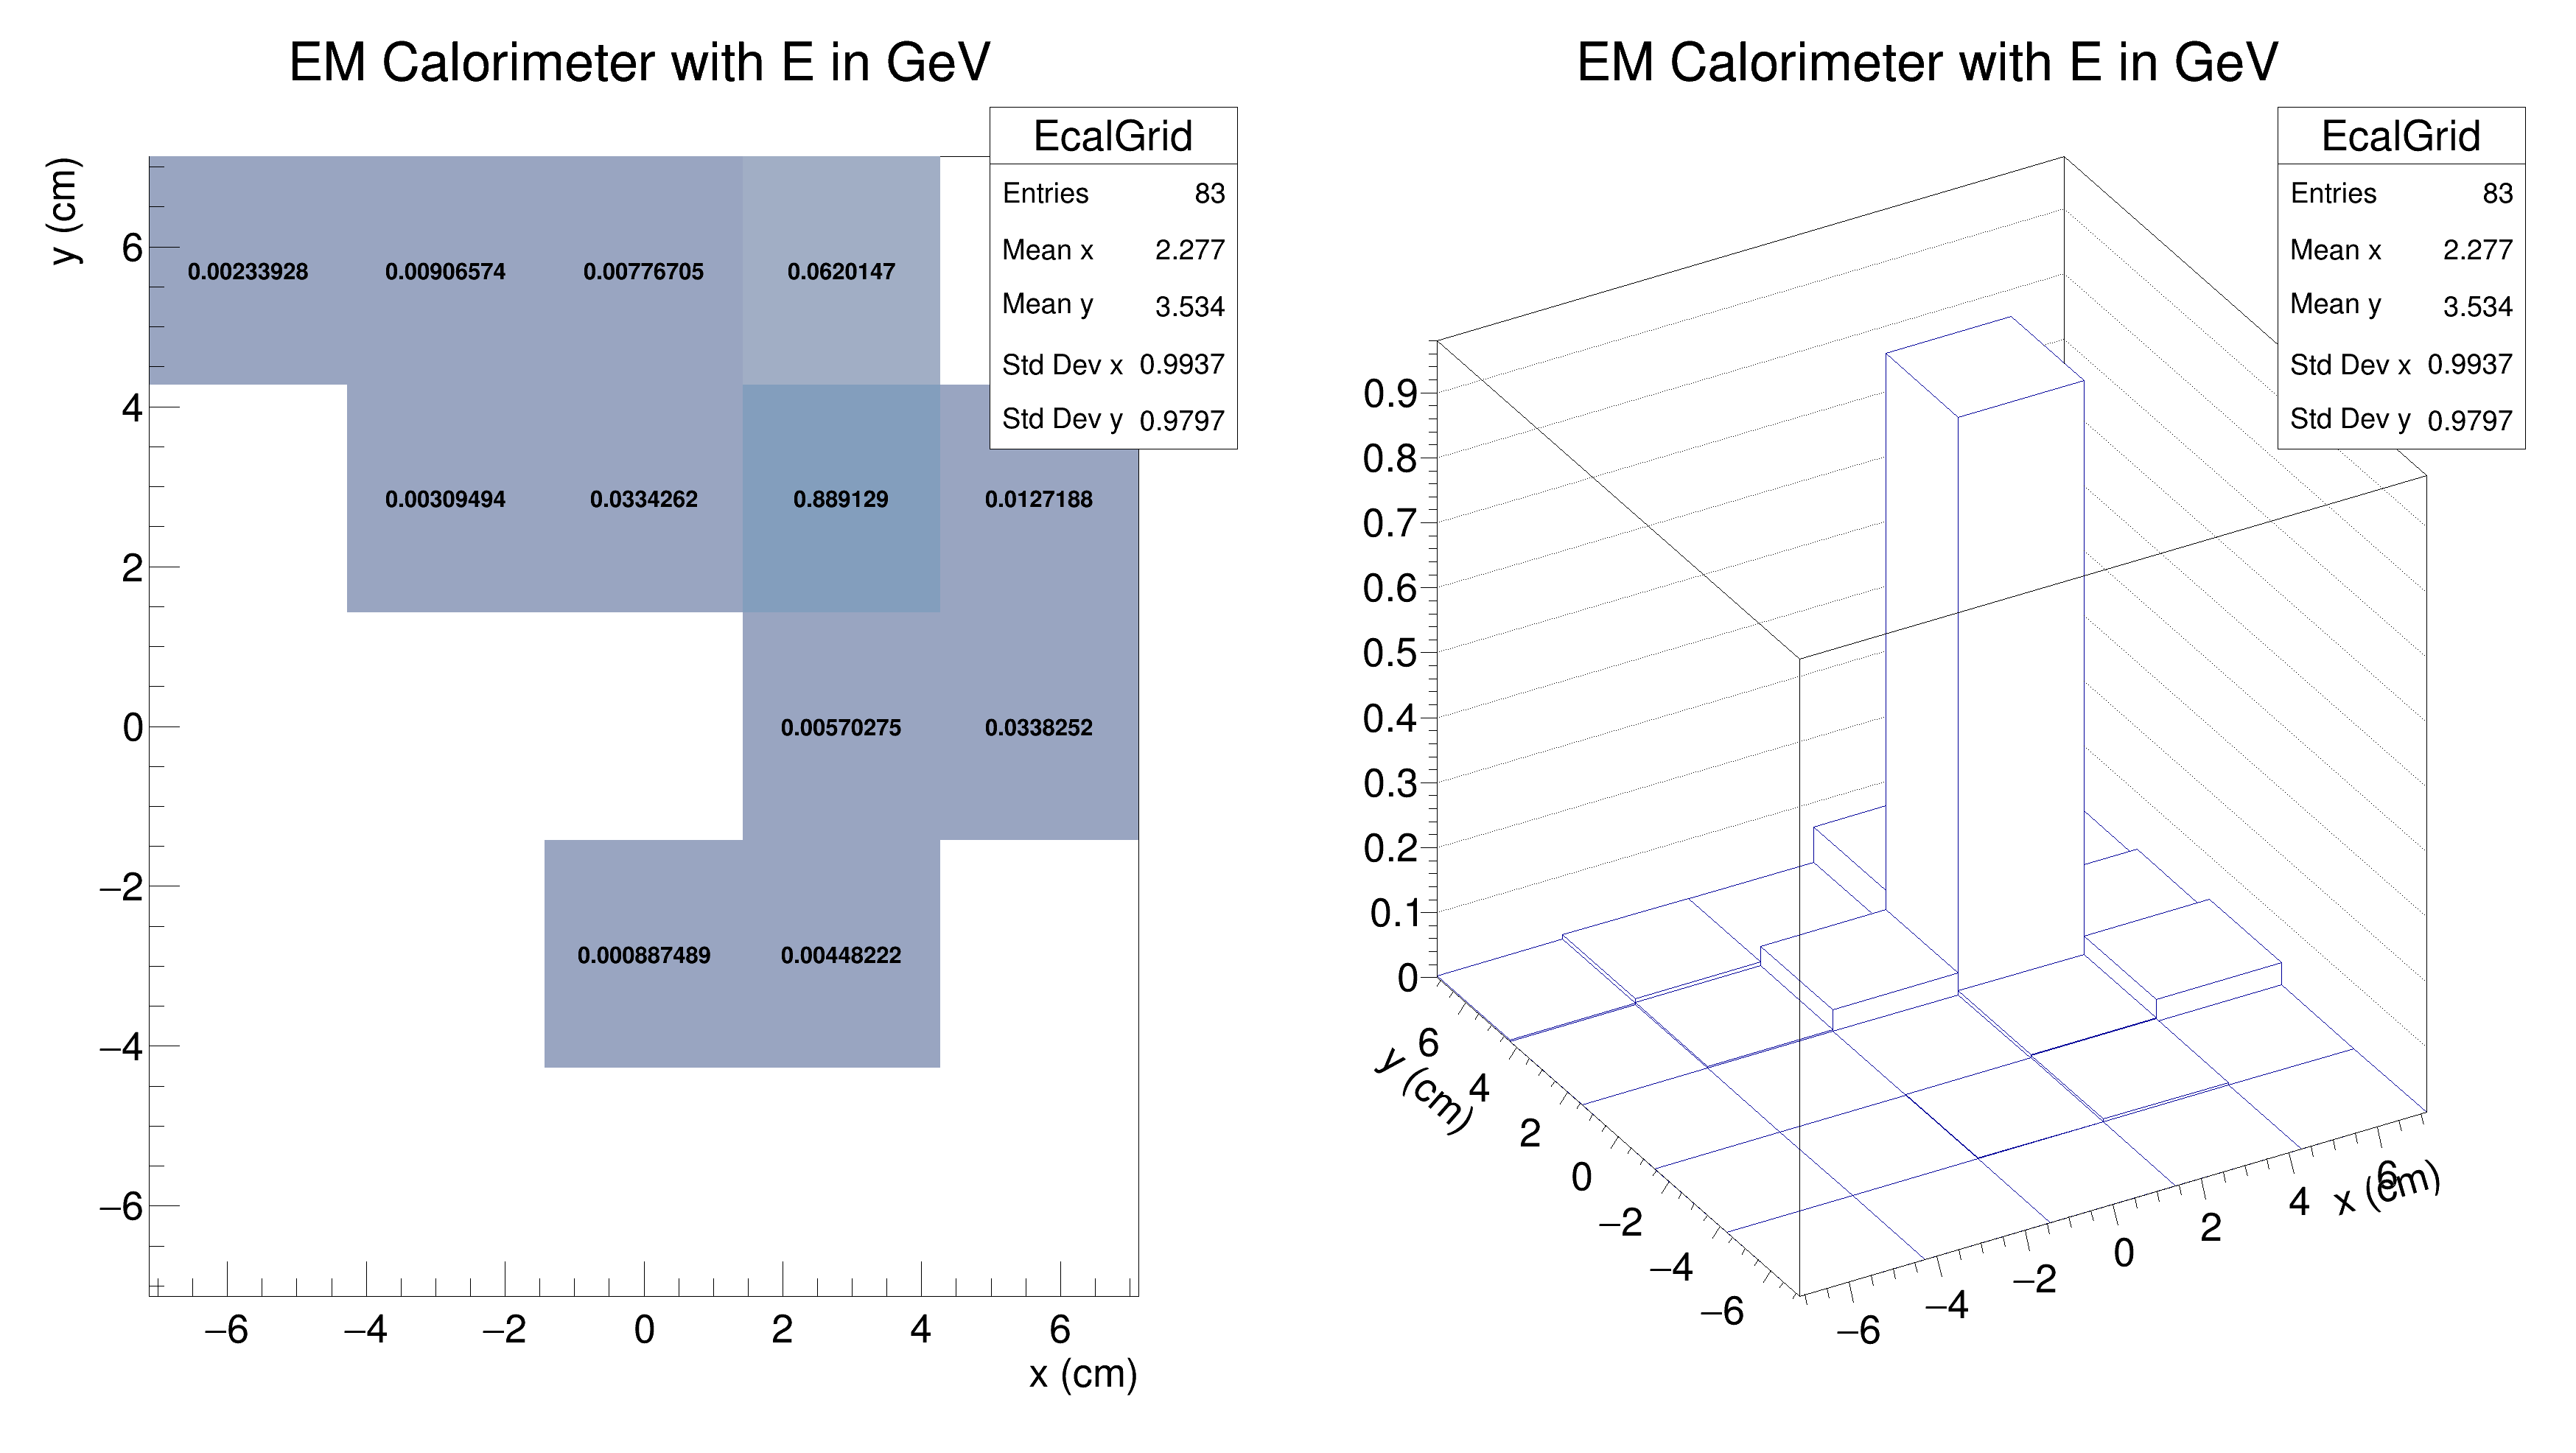 EM Calorimeter with E in GeV
EcalGrid
Entries 83
Mean x 2.277
Mean y 3.534
Std Dev x 0.9937
Std Dev y 0.9797
y (cm)
6
4
2
0
−2
−4
−6
0.00233928 0.00906574 0.00776705 0.0620147
0.00309494 0.0334262 0.889129 0.0127188
0.00570275 0.0338252
0.000887489 0.00448222
−6 −4 −2 0 2 4 6
x (cm)
EM Calorimeter with E in GeV
EcalGrid
Entries 83
Mean x 2.277
Mean y 3.534
Std Dev x 0.9937
Std Dev y 0.9797
0.9
0.8
0.7
0.6
0.5
0.4
0.3
0.2
0.1
0
y (cm)
6
4
2
0
−2
−4
−6
−6 −4 −2 0 2 4 6
x (cm)